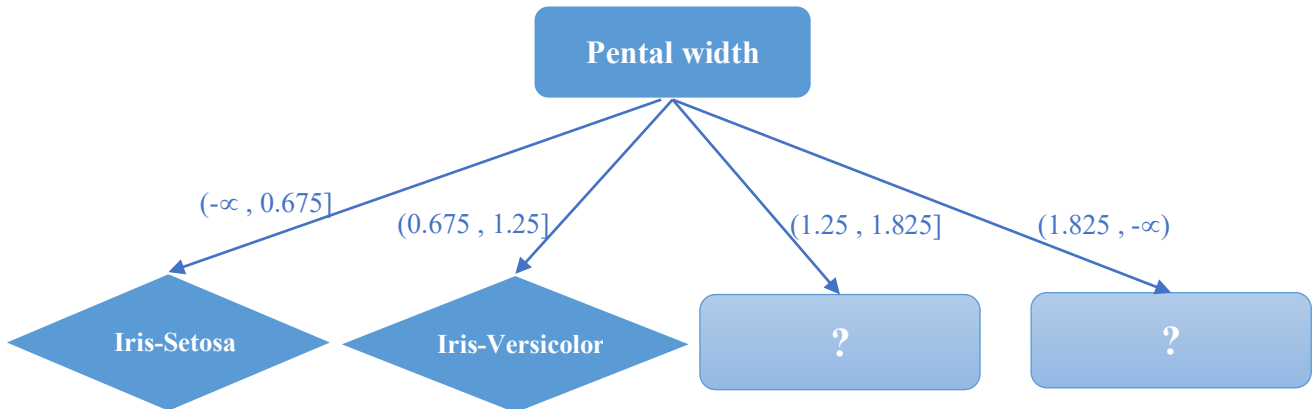 Pental width
(-∞ , 0.675]
(0.675 , 1.25]
(1.25 , 1.825]
(1.825 , -∞)
Iris-Setosa
Iris-Versicolor
?
?